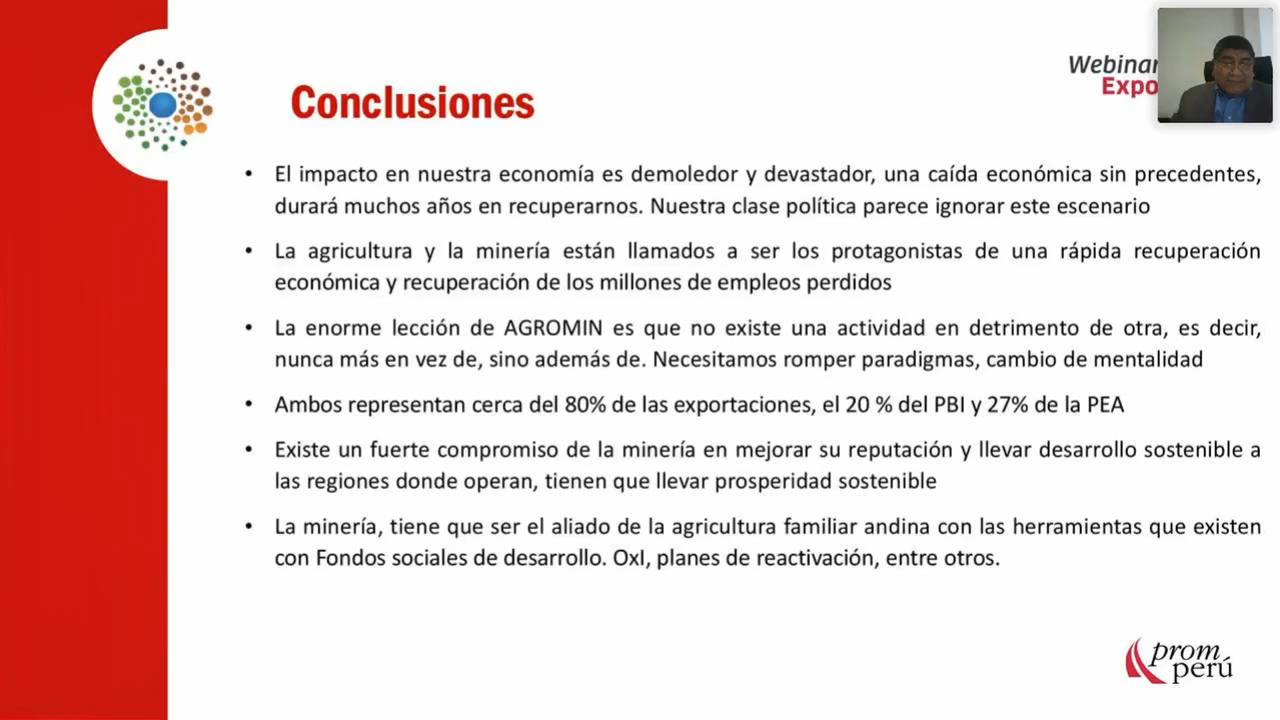 Webinar
Expo
Conclusiones
• El impacto en nuestra economía es demoledor y devastador, una caída económica sin precedentes,
durará muchos años en recuperarnos. Nuestra clase política parece ignorar este escenario
• La agricultura y la minería están llamados a ser los protagonistas de una rápida recuperación
económica y recuperación de los millones de empleos perdidos
• La enorme lección de AGROMIN es que no existe una actividad en detrimento de otra, es decir,
nunca más en vez de, sino además de. Necesitamos romper paradigmas, cambio de mentalidad
• Ambos representan cerca del 80% de las exportaciones, el 20 % del PBI y 27% de la PEA
• Existe un fuerte compromiso de la minería en mejorar su reputación y llevar desarrollo sostenible a
las regiones donde operan, tienen que llevar prosperidad sostenible
• La minería, tiene que ser el aliado de la agricultura familiar andina con las herramientas que existen
con Fondos sociales de desarrollo. OxI, planes de reactivación, entre otros.
prom
perú